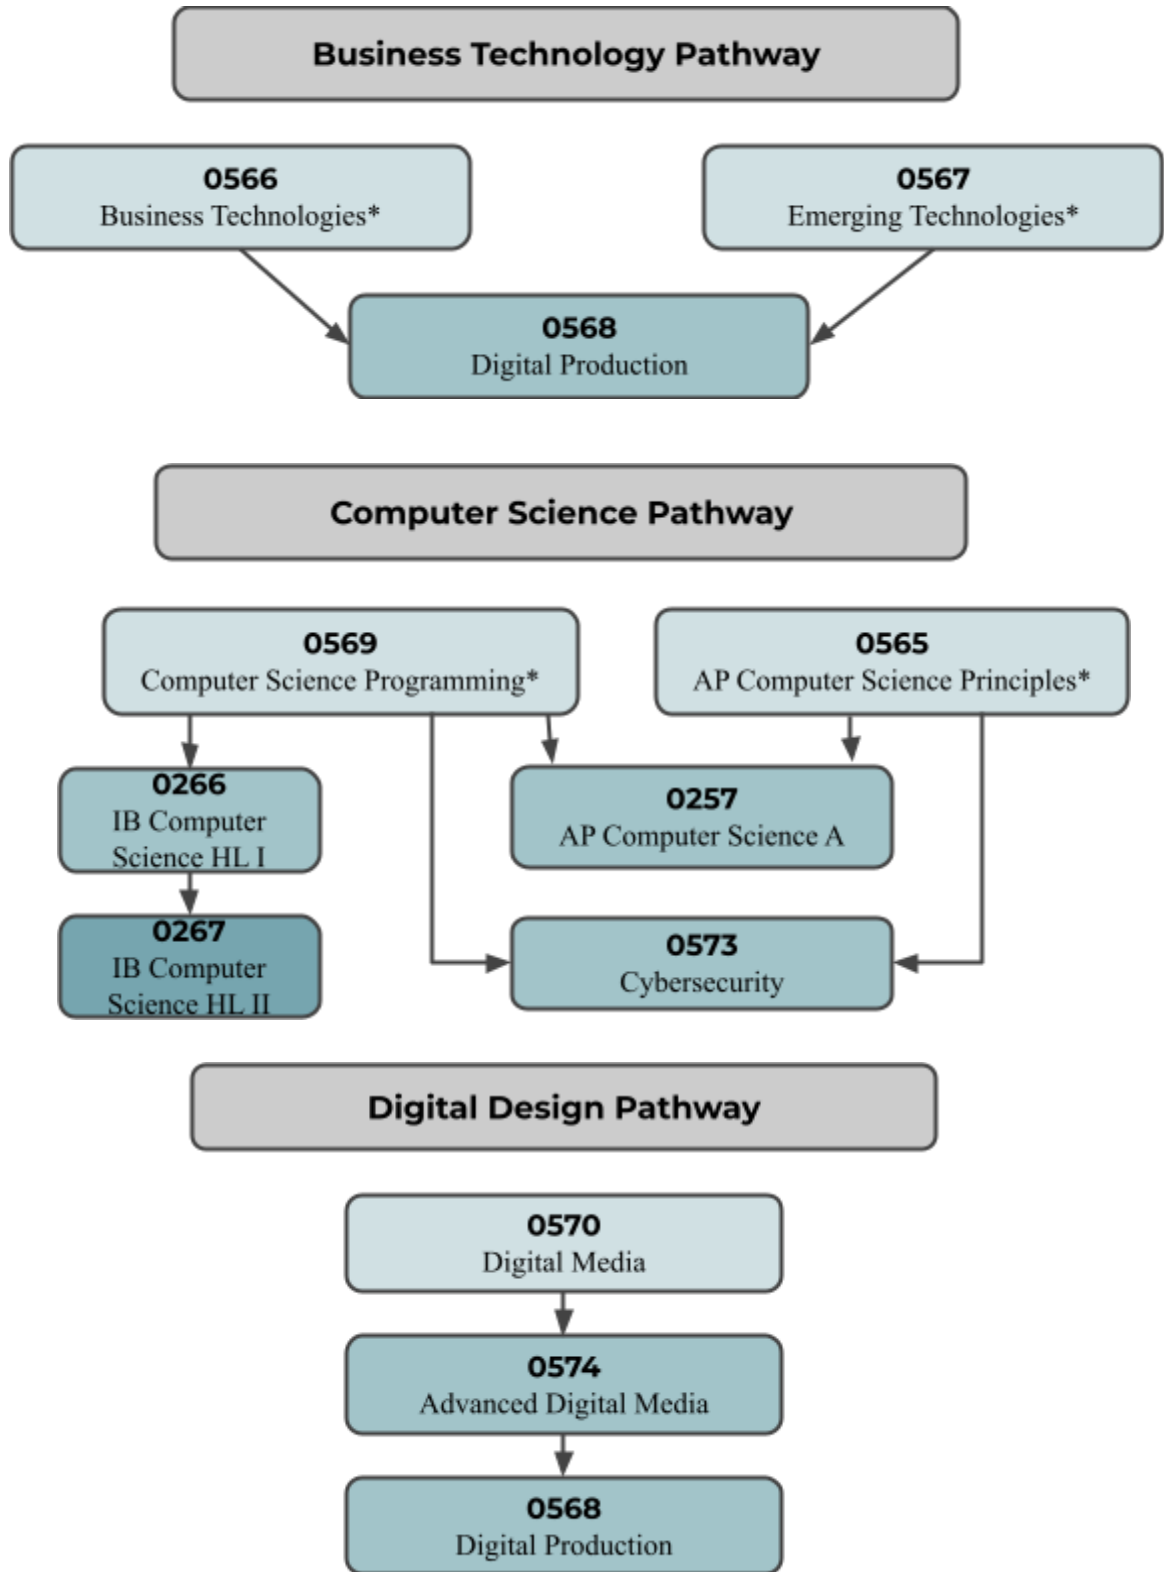 Business Technology Pathway
0566
Business Technologies*
0567
Emerging Technologies*
0568
Digital Production
Computer Science Pathway
0569
Computer Science Programming*
0565
AP Computer Science Principles*
0266
IB Computer
Science HL I
0257
AP Computer Science A
0267
IB Computer
Science HL II
0573
Cybersecurity
Digital Design Pathway
0570
Digital Media
0574
Advanced Digital Media
0568
Digital Production